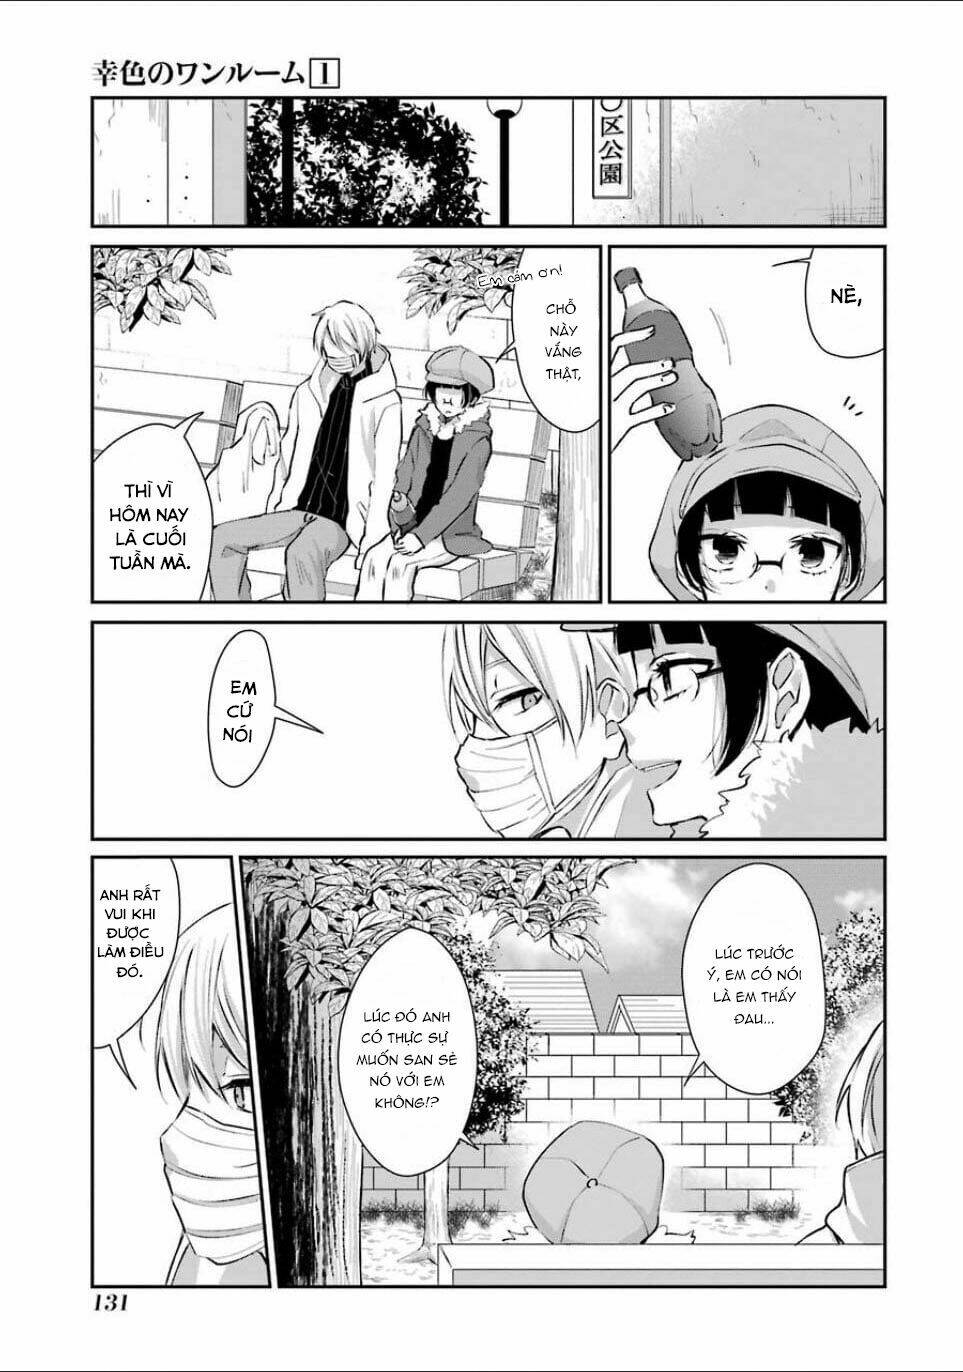 幸色のワンルーム 1
〇区公園
NÈ,
Em cảm ơn!
CHỖ
NÀY
VẮNG
THẬT,
THÌ VÌ
HÔM NAY
LÀ CUỐI
TUẦN MÀ.
EM
CỨ
NÓI
LÚC TRƯỚC
Ý, EM CÓ NÓI
LÀ EM THẤY
ĐAU...
LÚC ĐÓ ANH
CÓ THỰC SỰ
MUỐN SAN SẺ
NÓ VỚI EM
KHÔNG!?
ANH RẤT
VUI KHI
ĐƯỢC
LÀM ĐIỀU
ĐÓ.
131